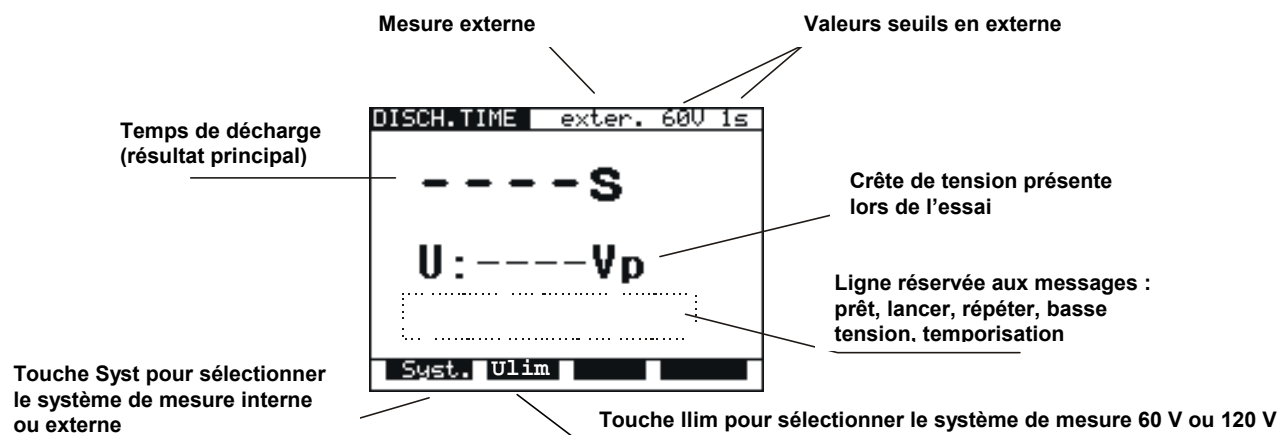 Mesure externe
Valeurs seuils en externe
DISCH.TIME exter. 60V 1s
Temps de décharge
(résultat principal)
----S
Crête de tension présente
lors de l'essai
U:----Vp
Ligne réservée aux messages :
prêt, lancer, répéter, basse
tension, temporisation
Syst. Ulim
Touche Syst pour sélectionner
le système de mesure interne
ou externe
Touche Ilim pour sélectionner le système de mesure 60 V ou 120 V